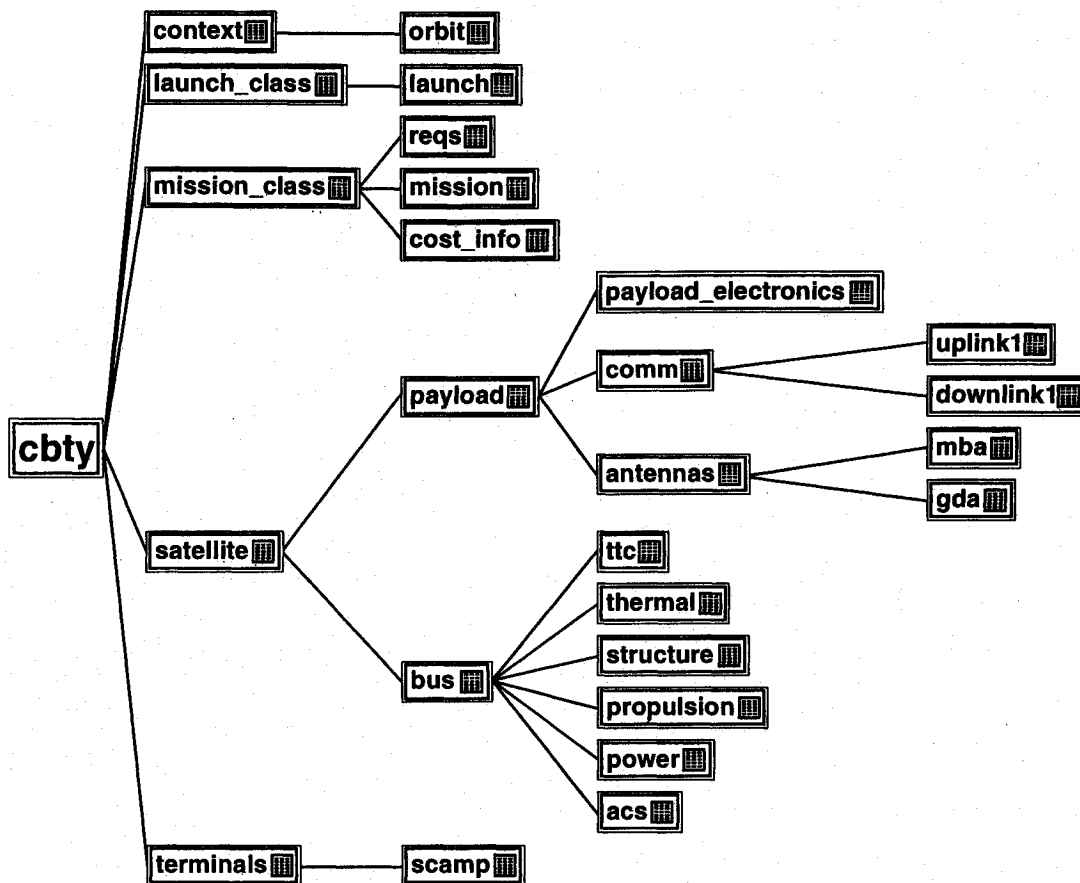 context
orbit
launch_class
launch
reqs
mission_class
mission
cost_info
payload_electronics
uplink1
comm
payload
downlink1
cbty
mba
antennas
gda
satellite
ttc
thermal
structure
bus
propulsion
power
acs
terminals
scamp